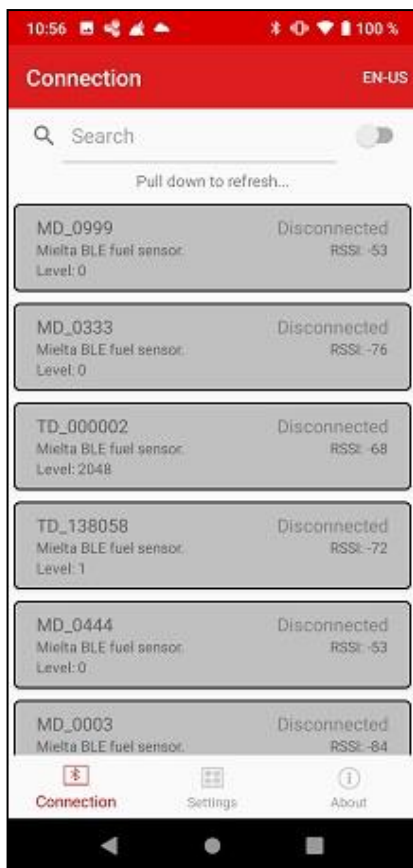 10:56 100 %
Connection EN-US
Search
Pull down to refresh...
MD_0999 Disconnected
Mielta BLE fuel sensor. RSSI: -53
Level: 0
MD_0333 Disconnected
Mielta BLE fuel sensor. RSSI: -76
Level: 0
TD_000002 Disconnected
Mielta BLE fuel sensor. RSSI: -68
Level: 2048
TD_138058 Disconnected
Mielta BLE fuel sensor. RSSI: -72
Level: 1
MD_0444 Disconnected
Mielta BLE fuel sensor. RSSI: -53
Level: 0
MD_0003 Disconnected
Mielta BLE fuel sensor. RSSI: -84
Connection Settings About